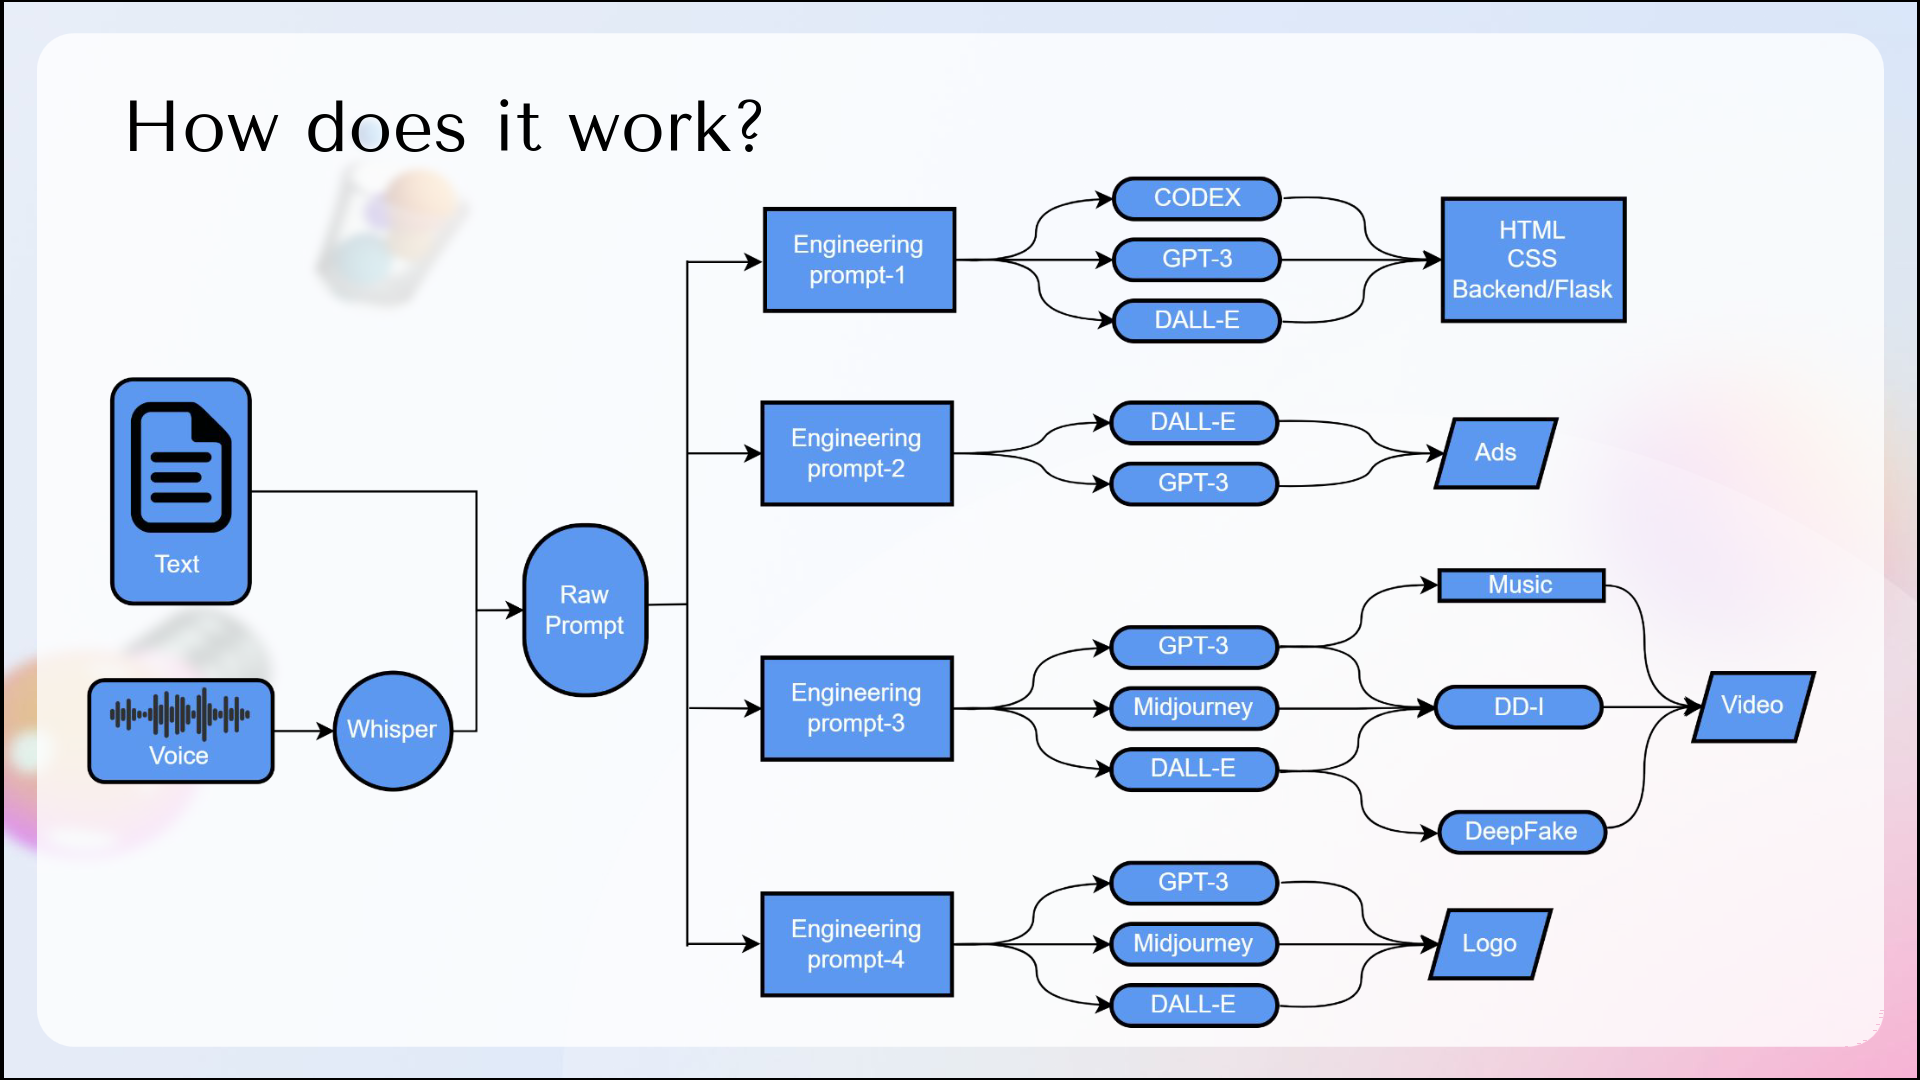 How does it work?
Text
Voice
Whisper
Raw
Prompt
Engineering
prompt-1
CODEX
GPT-3
DALL-E
HTML
CSS
Backend/Flask
Engineering
prompt-2
DALL-E
GPT-3
Ads
Engineering
prompt-3
GPT-3
Midjourney
DALL-E
Music
DD-I
DeepFake
Video
Engineering
prompt-4
GPT-3
Midjourney
DALL-E
Logo